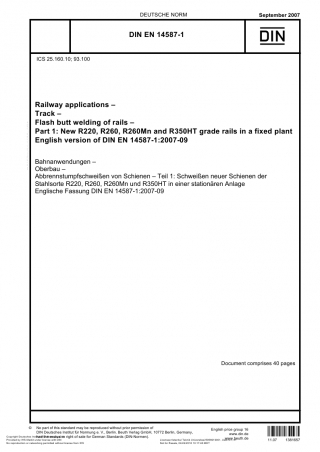 DEUTSCHE NORM
September 2007
DIN EN 14587-1
DIN
ICS 25.160.10; 93.100
Railway applications –
Track –
Flash butt welding of rails –
Part 1: New R220, R260, R260Mn and R350HT grade rails in a fixed plant
English version of DIN EN 14587-1:2007-09
Bahnanwendungen –
Oberbau –
Abbrennstumpfschweißen von Schienen – Teil 1: Schweißen neuer Schienen der
Stahlsorte R220, R260, R260Mn und R350HT in einer stationären Anlage
Englische Fassung DIN EN 14587-1:2007-09
Document comprises 40 pages
© No part of this standard may be reproduced without prior permission of
DIN Deutsches Institut für Normung e. V., Berlin. Beuth Verlag GmbH, 10772 Berlin, Germany,
exclusive right of sale for German Standards (DIN-Normen).
English price group 16
www.din.de
www.beuth.de